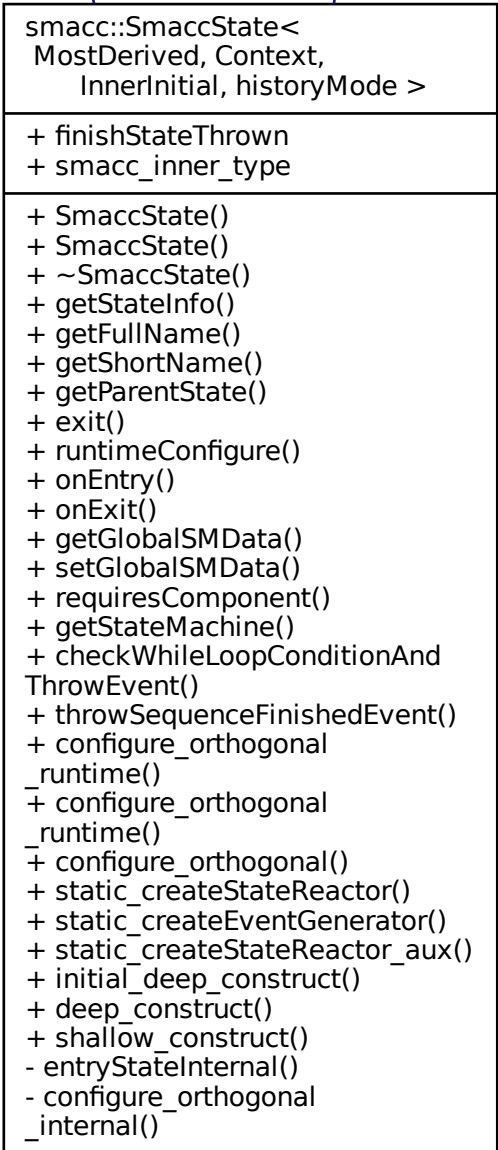 smacc::SmaccState<
MostDerived, Context,
InnerInitial, historyMode >
+ finishStateThrown
+ smacc_inner_type
+ SmaccState()
+ SmaccState()
+ ~SmaccState()
+ getStateInfo()
+ getFullName()
+ getShortName()
+ getParentState()
+ exit()
+ runtimeConfigure()
+ onEntry()
+ onExit()
+ getGlobalSMData()
+ setGlobalSMData()
+ requiresComponent()
+ getStateMachine()
+ checkWhileLoopConditionAnd
ThrowEvent()
+ throwSequenceFinishedEvent()
+ configure_orthogonal
_runtime()
+ configure_orthogonal
_runtime()
+ configure_orthogonal()
+ static_createStateReactor()
+ static_createEventGenerator()
+ static_createStateReactor_aux()
+ initial_deep_construct()
+ deep_construct()
+ shallow_construct()
- entryStateInternal()
- configure_orthogonal
_internal()